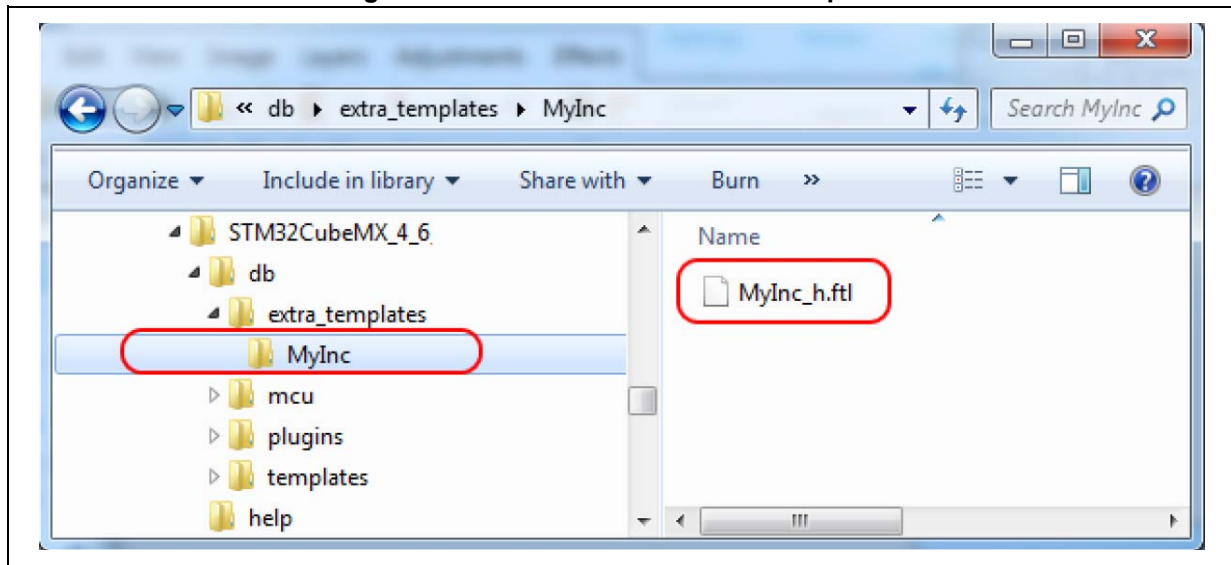 « db ▸ extra_templates ▸ MyInc
Search MyInc
Organize Include in library Share with Burn »
STM32CubeMX_4_6
db
extra_templates
MyInc
mcu
plugins
templates
help
Name
MyInc_h.ftl